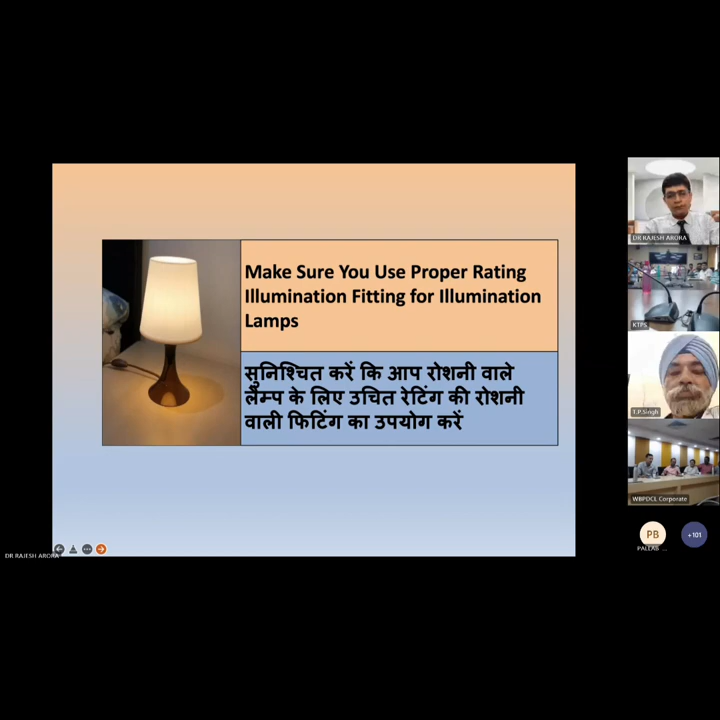 Make Sure You Use Proper Rating
Illumination Fitting for Illumination
Lamps
सुनिश्चित करें कि आप रोशनी वाले
लैम्प के लिए उचित रेटिंग की रोशनी
वाली फिटिंग का उपयोग करें
DR RAJESH ARORA
KTPS
T.P.Singh
WBPDCL Corporate
PB
+101
PALLAB ...
DR RAJESH ARORA